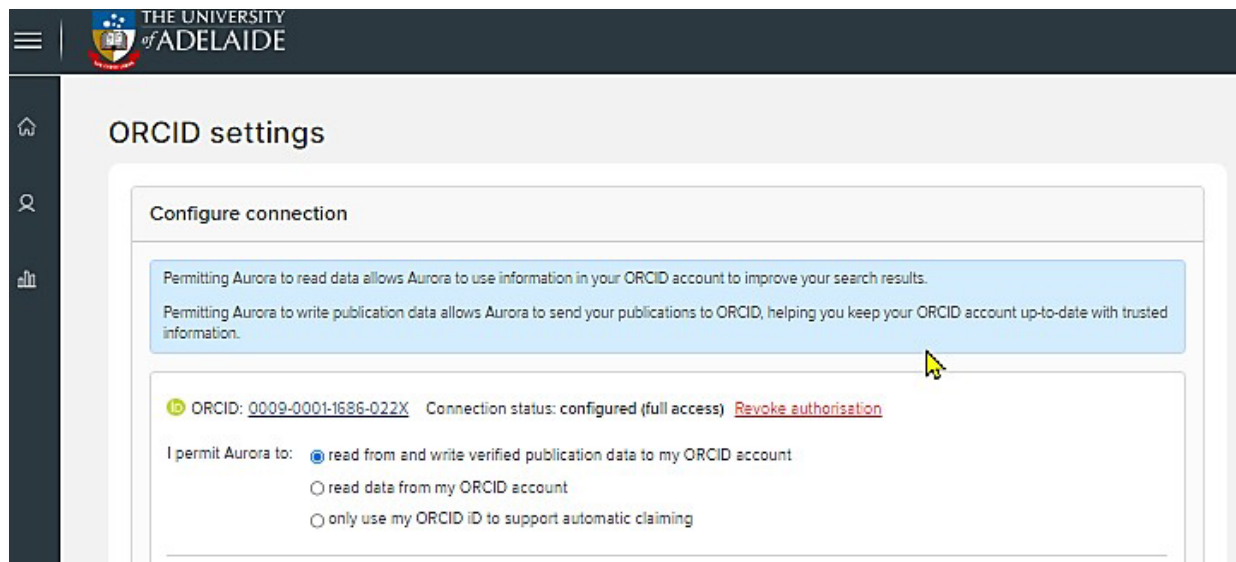 THE UNIVERSITY
of ADELAIDE
ORCID settings
Configure connection
Permitting Aurora to read data allows Aurora to use information in your ORCID account to improve your search results.
Permitting Aurora to write publication data allows Aurora to send your publications to ORCID, helping you keep your ORCID account up-to-date with trusted
information.
iD ORCID: 0009-0001-1686-022X Connection status: configured (full access) Revoke authorisation
I permit Aurora to: read from and write verified publication data to my ORCID account
read data from my ORCID account
only use my ORCID iD to support automatic claiming